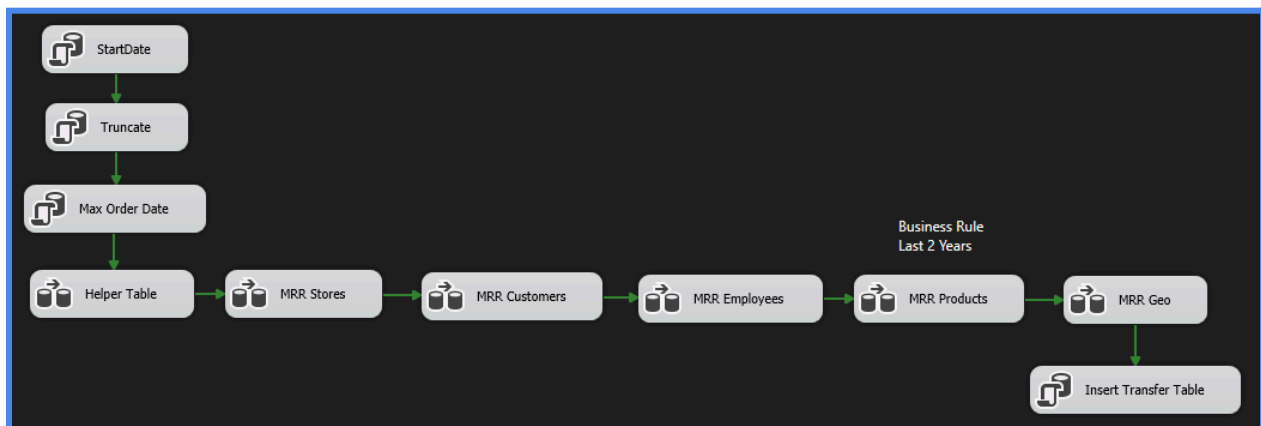 StartDate
Truncate
Max Order Date
Business Rule
Last 2 Years
Helper Table
MRR Stores
MRR Customers
MRR Employees
MRR Products
MRR Geo
Insert Transfer Table